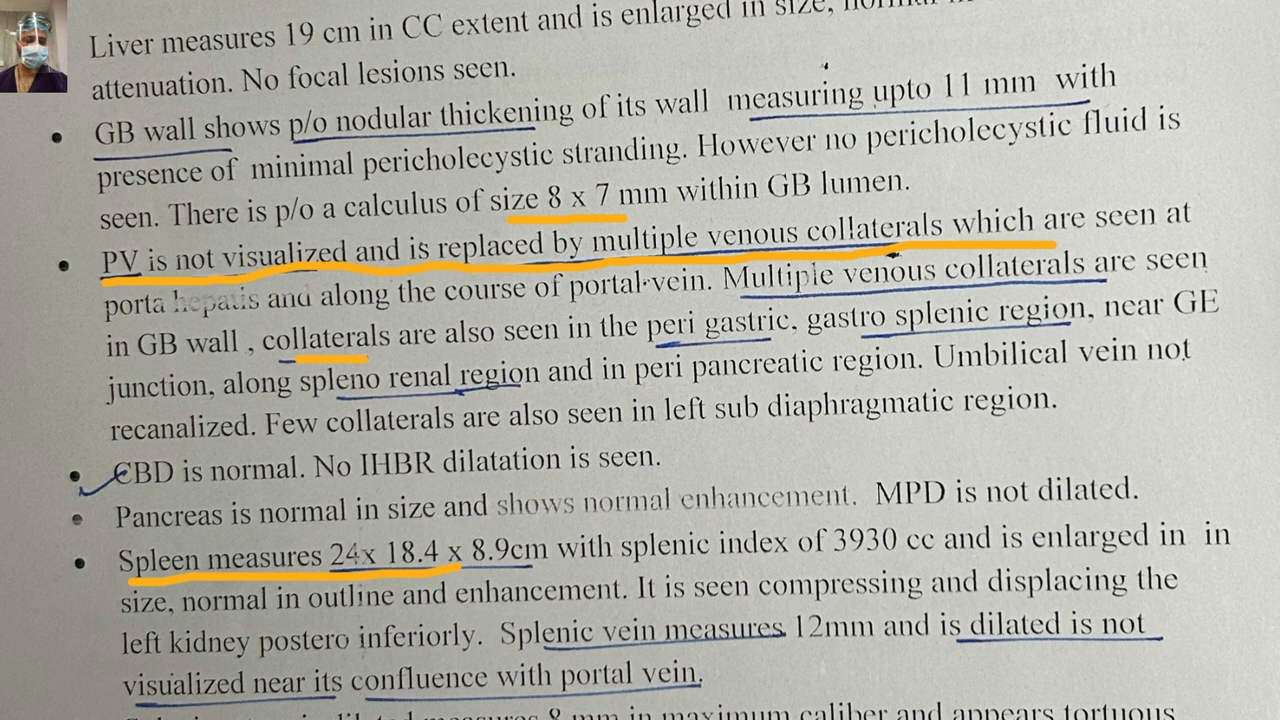 Liver measures 19 cm in CC extent and is enlarged in size,
attenuation. No focal lesions seen.
• GB wall shows p/o nodular thickening of its wall measuring upto 11 mm with
presence of minimal pericholecystic stranding. However no pericholecystic fluid is
seen. There is p/o a calculus of size 8 x 7 mm within GB lumen.
• PV is not visualized and is replaced by multiple venous collaterals which are seen at
porta hepatis and along the course of portal vein. Multiple venous collaterals are seen
in GB wall , collaterals are also seen in the peri gastric, gastro splenic region, near GE
junction, along spleno renal region and in peri pancreatic region. Umbilical vein not
recanalized. Few collaterals are also seen in left sub diaphragmatic region.
• CBD is normal. No IHBR dilatation is seen.
• Pancreas is normal in size and shows normal enhancement. MPD is not dilated.
• Spleen measures 24x 18.4 x 8.9cm with splenic index of 3930 cc and is enlarged in in
size, normal in outline and enhancement. It is seen compressing and displacing the
left kidney postero inferiorly. Splenic vein measures 12mm and is dilated is not
visualized near its confluence with portal vein.
8 mm in maximum caliber and appears tortuous